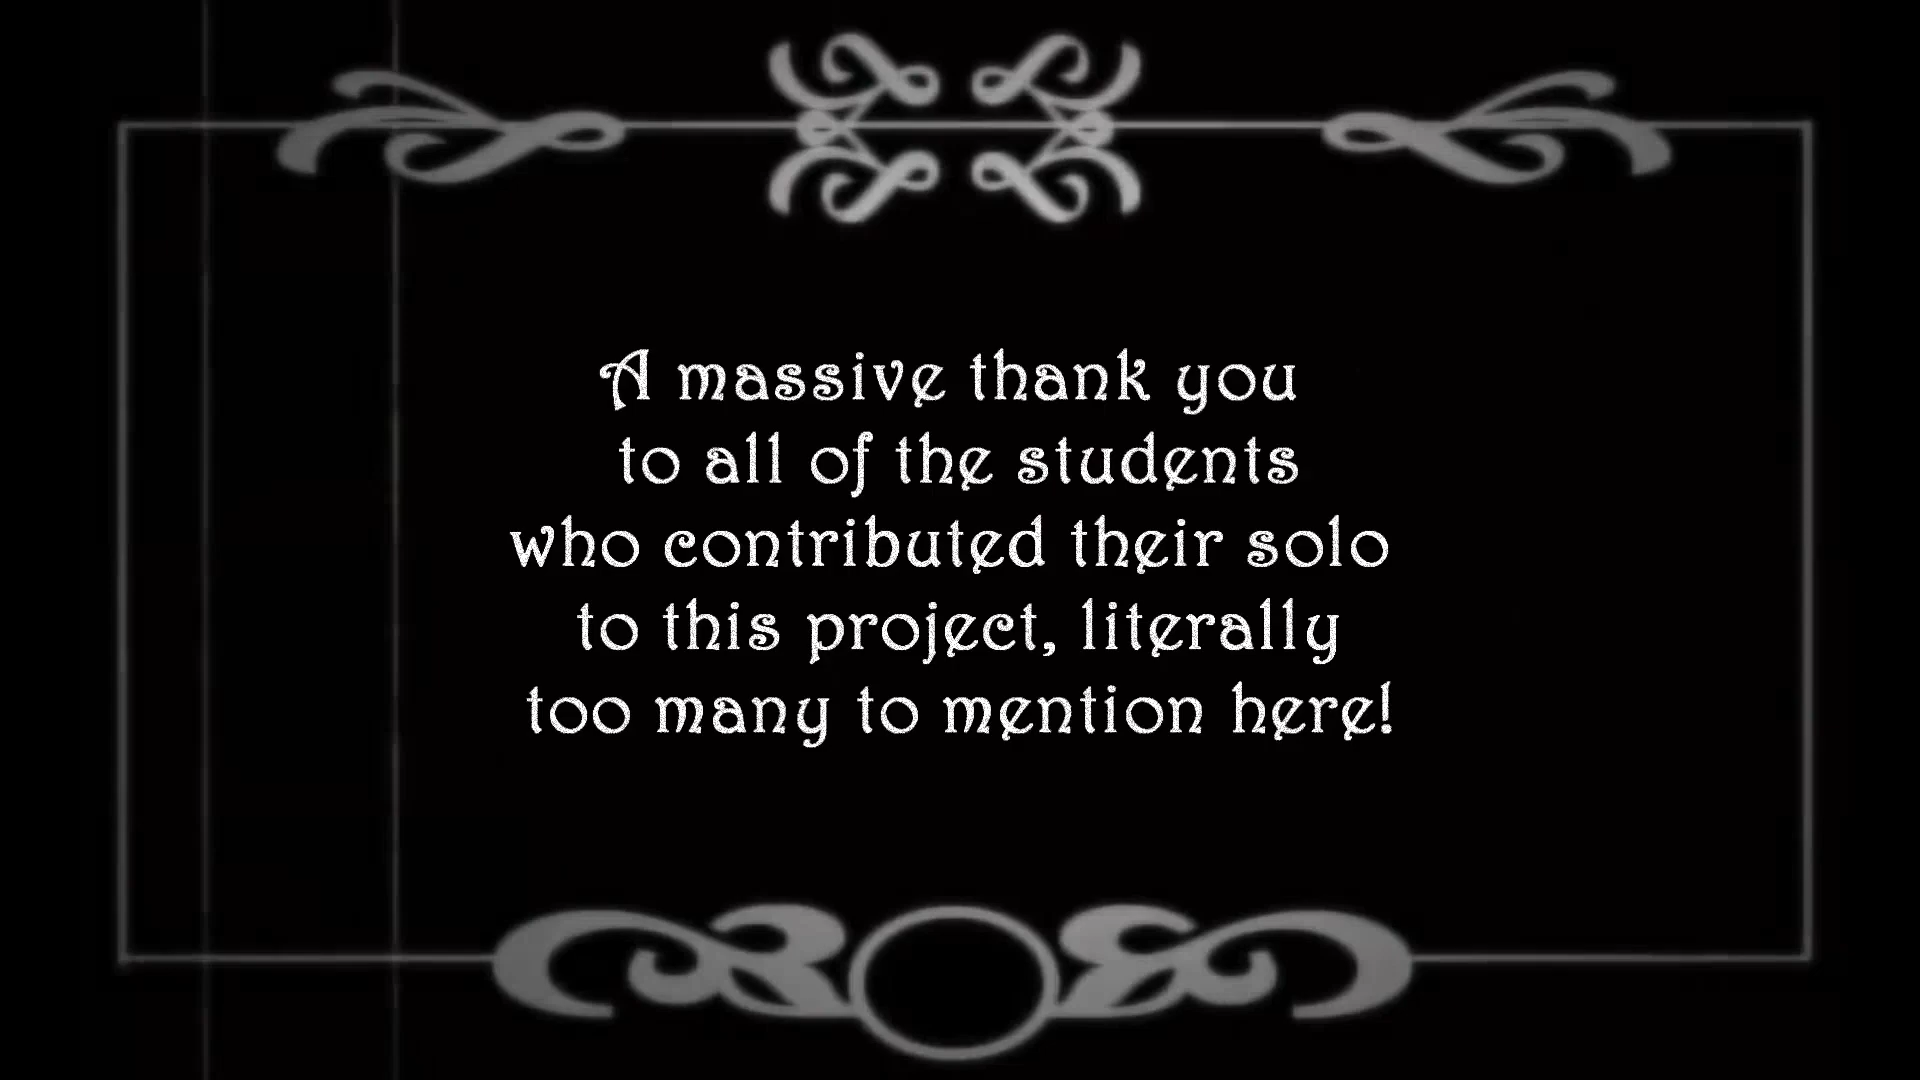 A massive thank you
to all of the students
who contributed their solo
to this project, literally
too many to mention here!